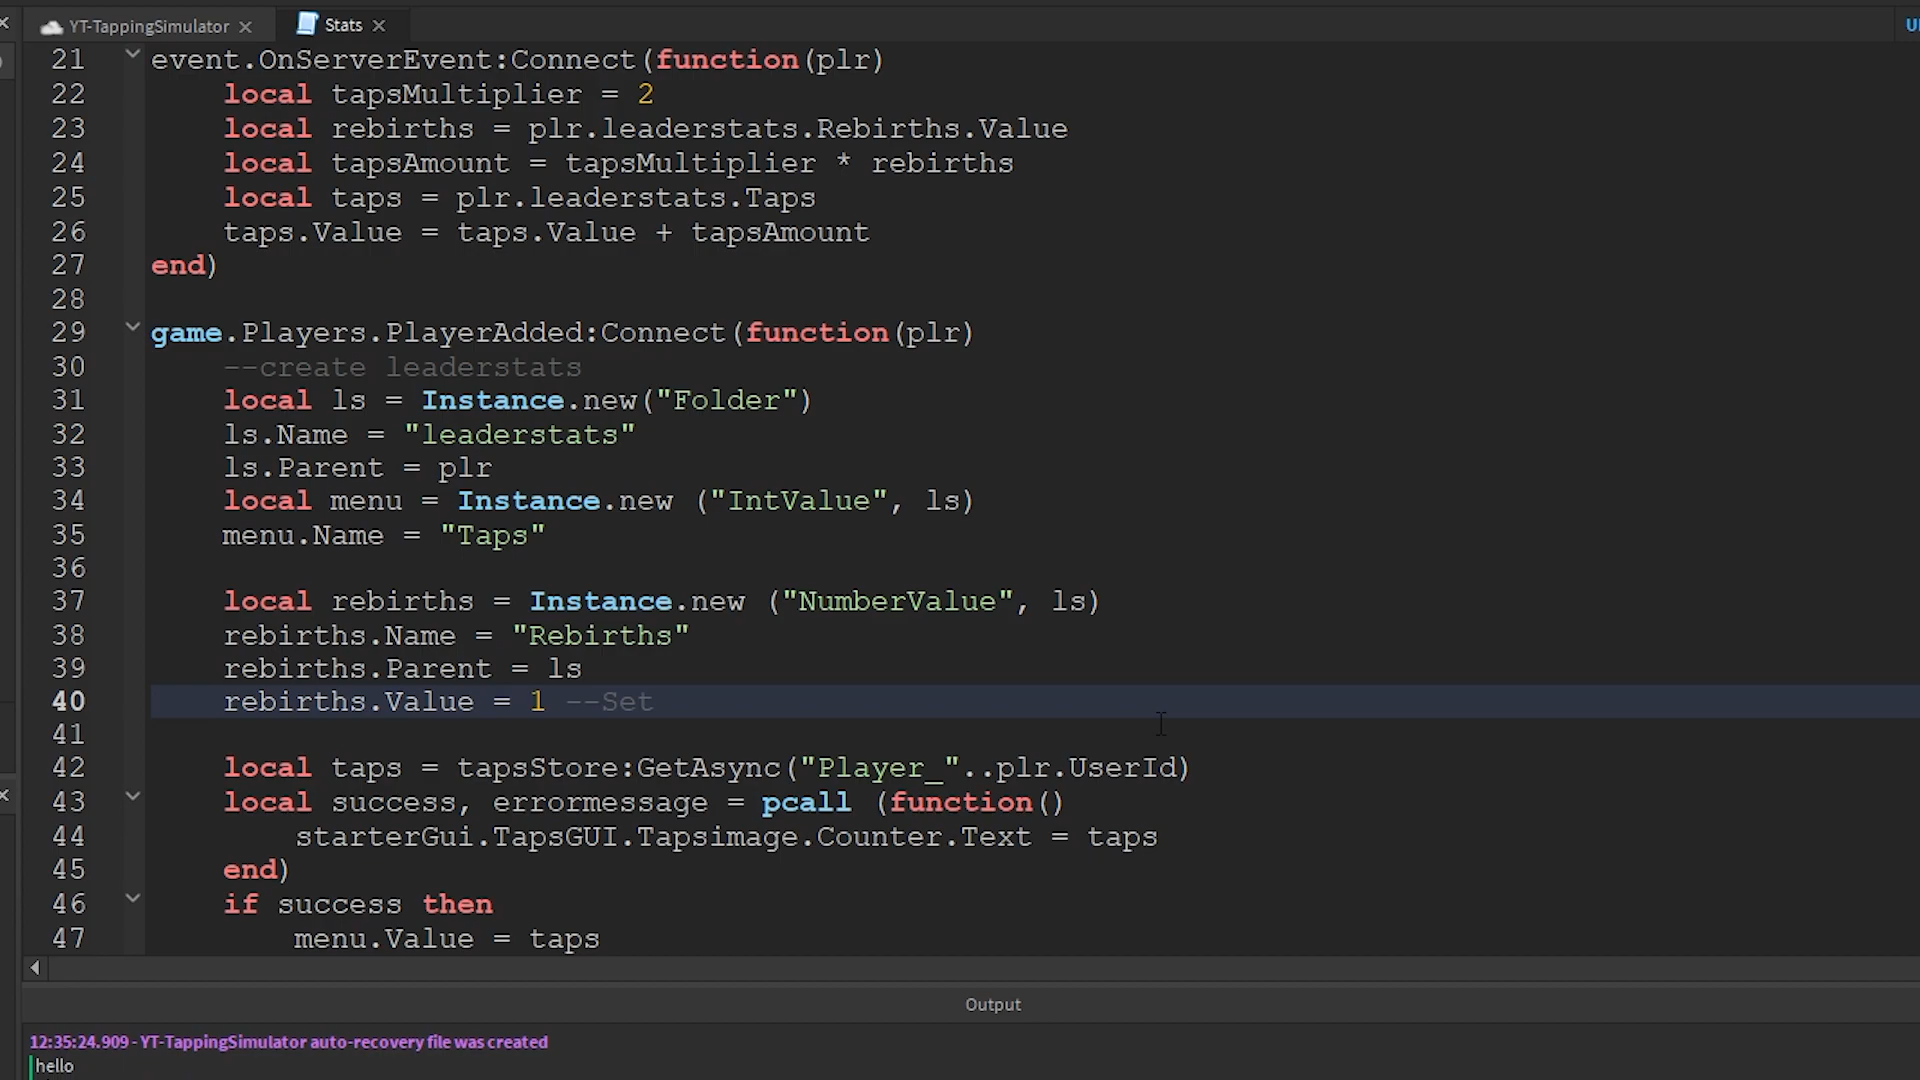 YT-TappingSimulator
Stats
21 event.OnServerEvent:Connect(function(plr)
22 local tapsMultiplier = 2
23 local rebirths = plr.leaderstats.Rebirths.Value
24 local tapsAmount = tapsMultiplier * rebirths
25 local taps = plr.leaderstats.Taps
26 taps.Value = taps.Value + tapsAmount
27 end)
28
29 game.Players.PlayerAdded:Connect(function(plr)
30 --create leaderstats
31 local ls = Instance.new("Folder")
32 ls.Name = "leaderstats"
33 ls.Parent = plr
34 local menu = Instance.new ("IntValue", ls)
35 menu.Name = "Taps"
36
37 local rebirths = Instance.new ("NumberValue", ls)
38 rebirths.Name = "Rebirths"
39 rebirths.Parent = ls
40 rebirths.Value = 1 --Set
41
42 local taps = tapsStore:GetAsync("Player_"..plr.UserId)
43 local success, errormessage = pcall (function()
44 starterGui.TapsGUI.Tapsimage.Counter.Text = taps
45 end)
46 if success then
47 menu.Value = taps
Output
12:35:24.909 - YT-TappingSimulator auto-recovery file was created
hello